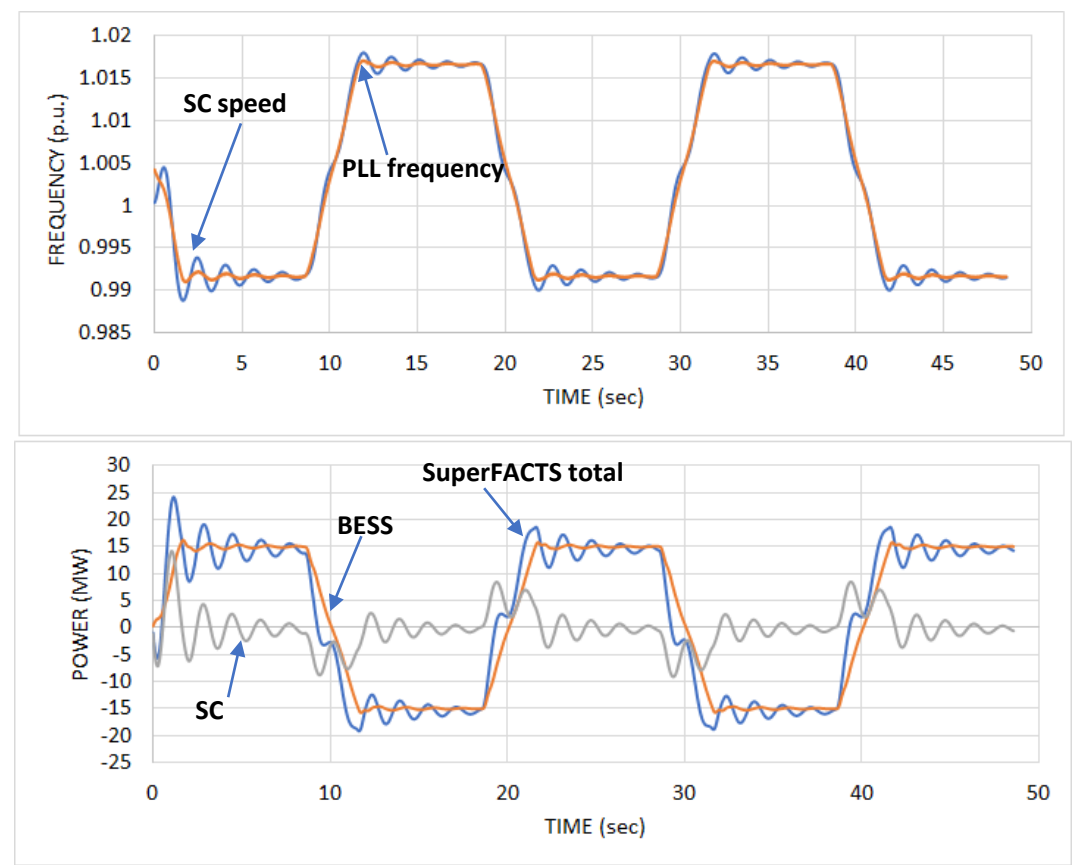 1.02
1.015
1.01
1.005
1
0.995
0.99
0.985
FREQUENCY (p.u.)
SC speed
PLL frequency
0 5 10 15 20 25 30 35 40 45 50
TIME (sec)
30
25
20
15
10
5
0
-5
-10
-15
-20
-25
POWER (MW)
SuperFACTS total
BESS
SC
0 10 20 30 40 50
TIME (sec)